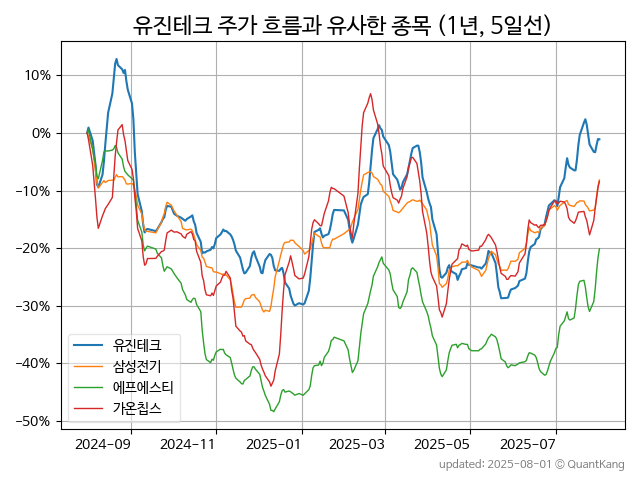 유진테크 주가 흐름과 유사한 종목 (1년, 5일선)
10%
0%
−10%
−20%
−30%
−40%
−50%
유진테크
삼성전기
에프에스티
가온칩스
2024-09
2024-11
2025-01
2025-03
2025-05
2025-07
updated: 2025-08-01 © QuantKang